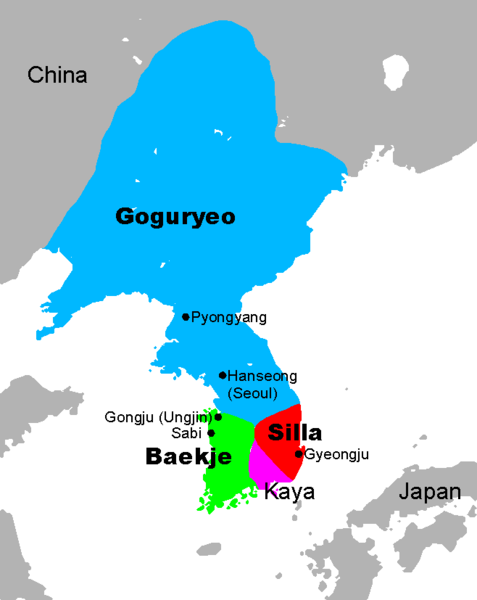 China
Goguryeo
Pyongyang
Hanseong
(Seoul)
Gongju (Ungjin)
Sabi
Silla
Baekje
Gyeongju
Kaya
Japan